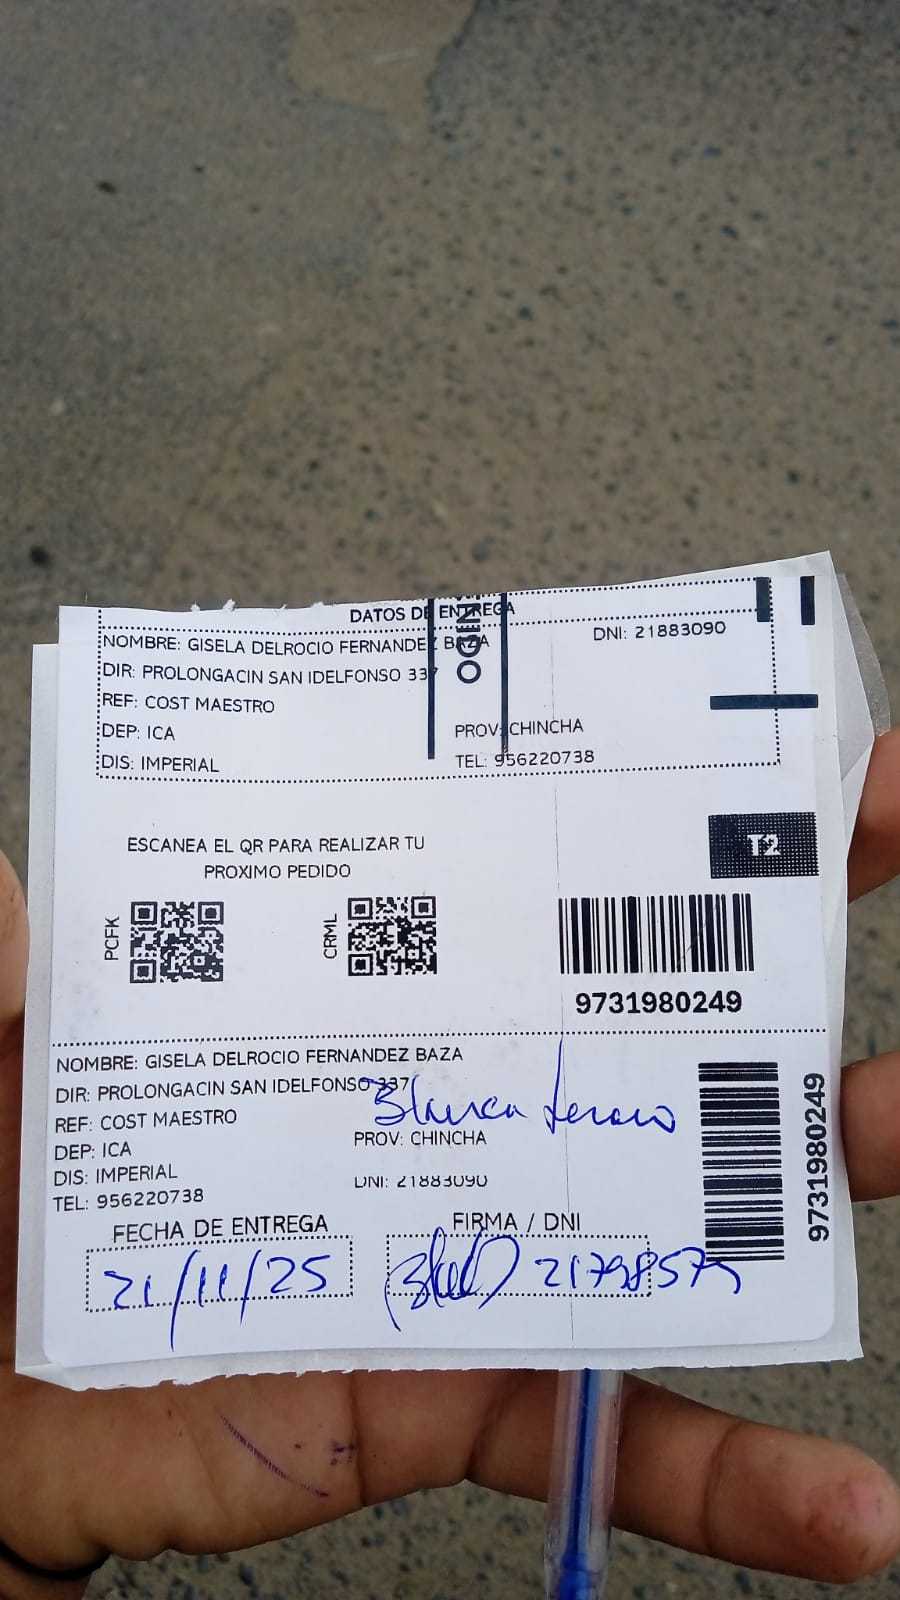 DATOS DE ENTREGA
NOMBRE: GISELA DELROCIO FERNANDEZ BAZA
DNI: 21883090
DIR: PROLONGACIN SAN IDELFONSO 337
REF: COST MAESTRO
DEP: ICA
PROV: CHINCHA
DIS: IMPERIAL
TEL: 956220738
ESCANEA EL QR PARA REALIZAR TU
PROXIMO PEDIDO
T2
PCFK
CRML
9731980249
NOMBRE: GISELA DELROCIO FERNANDEZ BAZA
DIR: PROLONGACIN SAN IDELFONSO 337
REF: COST MAESTRO
Blanca
DEP: ICA
PROV: CHINCHA
DIS: IMPERIAL
DNI: 21883090
TEL: 956220738
9731980249
FECHA DE ENTREGA
FIRMA / DNI
21/11/25
21798575